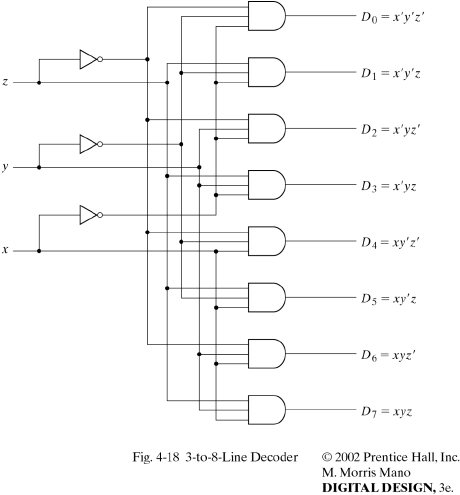 D0 = x'y'z'
z
D1 = x'y'z
D2 = x'yz'
y
D3 = x'yz
x
D4 = xy'z'
D5 = xy'z
D6 = xyz'
D7 = xyz
Fig. 4-18 3-to-8-Line Decoder
© 2002 Prentice Hall, Inc.
M. Morris Mano
DIGITAL DESIGN, 3e.